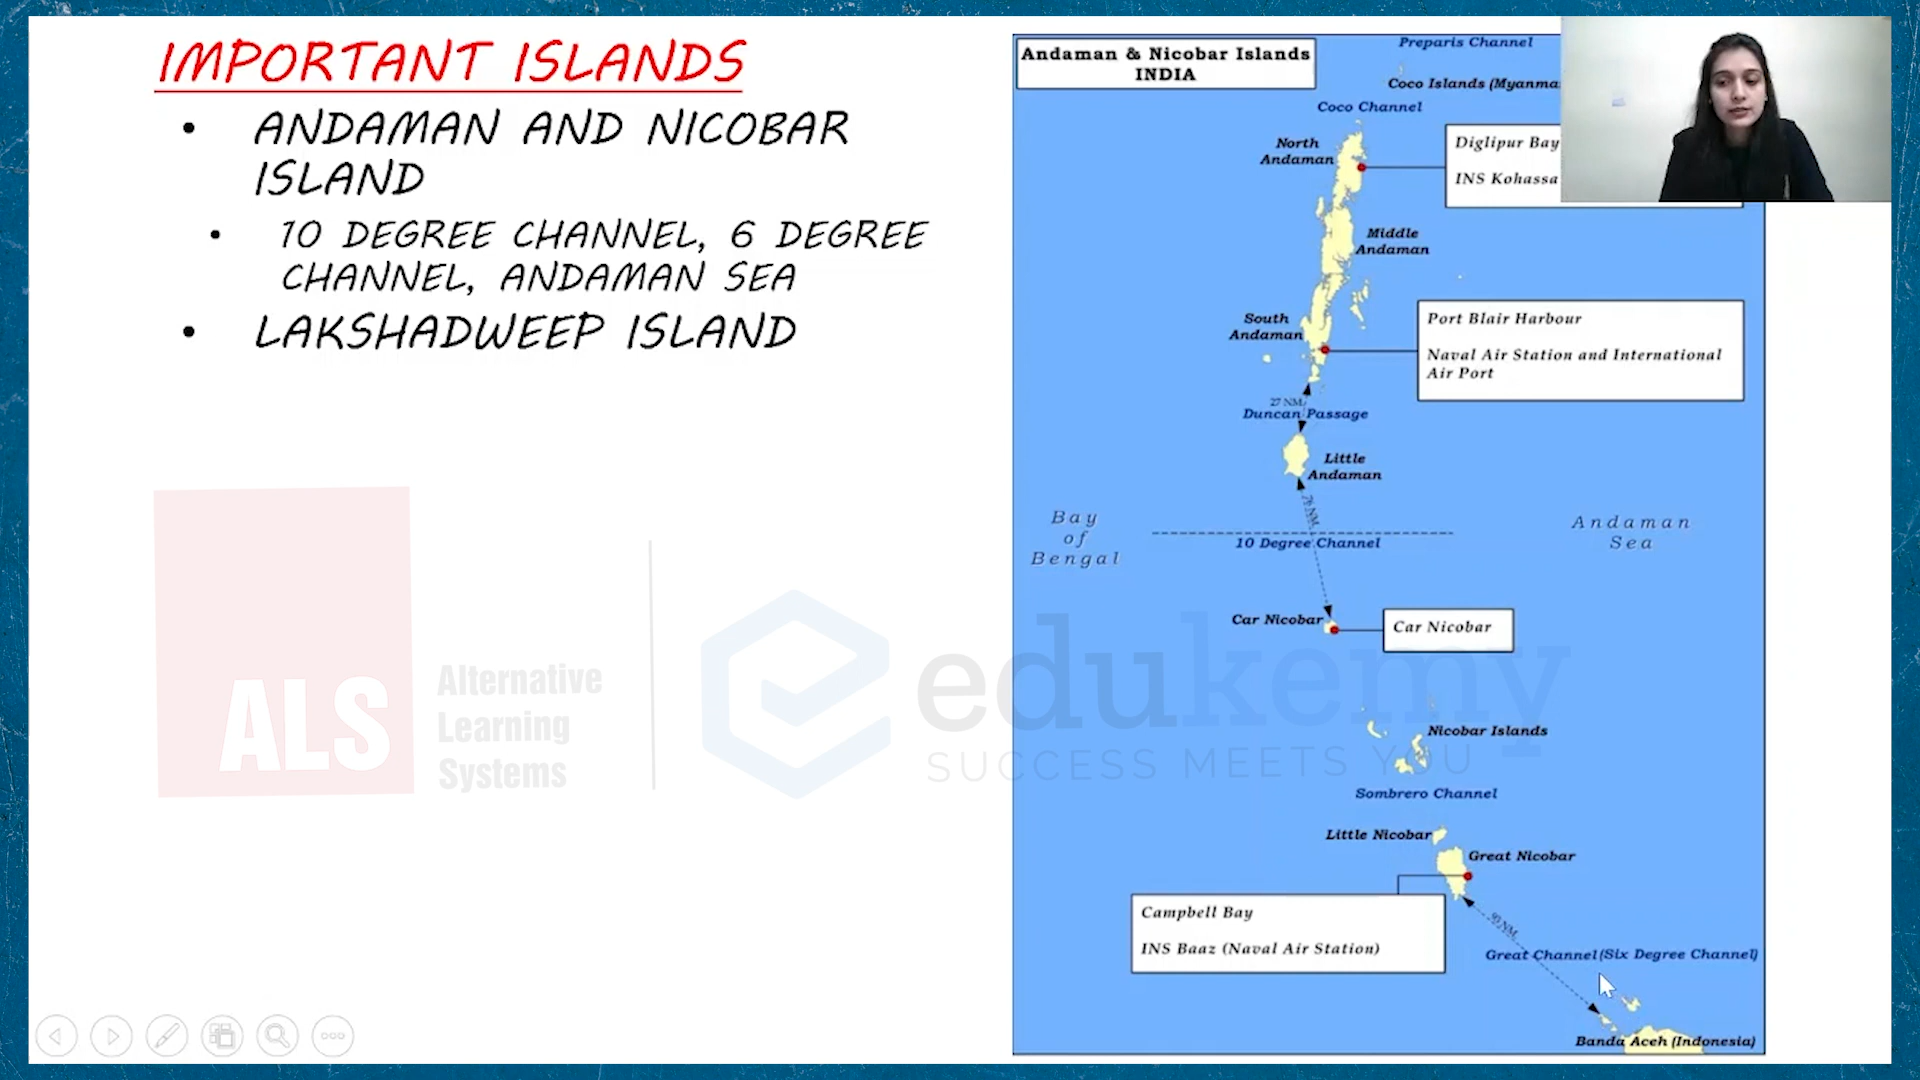 IMPORTANT ISLANDS
• ANDAMAN AND NICOBAR
ISLAND
• 10 DEGREE CHANNEL, 6 DEGREE
CHANNEL, ANDAMAN SEA
• LAKSHADWEEP ISLAND
ALS
Alternative
Learning
Systems
edukemy
SUCCESS MEETS YOU
Andaman & Nicobar Islands
INDIA
Preparis Channel
Coco Islands (Myanma
Coco Channel
North
Andaman
Diglipur Bay
INS Kohassa
Middle
Andaman
South
Andaman
Port Blair Harbour
Naval Air Station and International
Air Port
27 NM
Duncan Passage
Little
Andaman
76 NM
Bay
of
Bengal
Andaman
Sea
10 Degree Channel
Car Nicobar
Car Nicobar
Nicobar Islands
Sombrero Channel
Little Nicobar
Great Nicobar
Campbell Bay
INS Baaz (Naval Air Station)
NM
Great Channel(Six Degree Channel)
Banda Aceh (Indonesia)